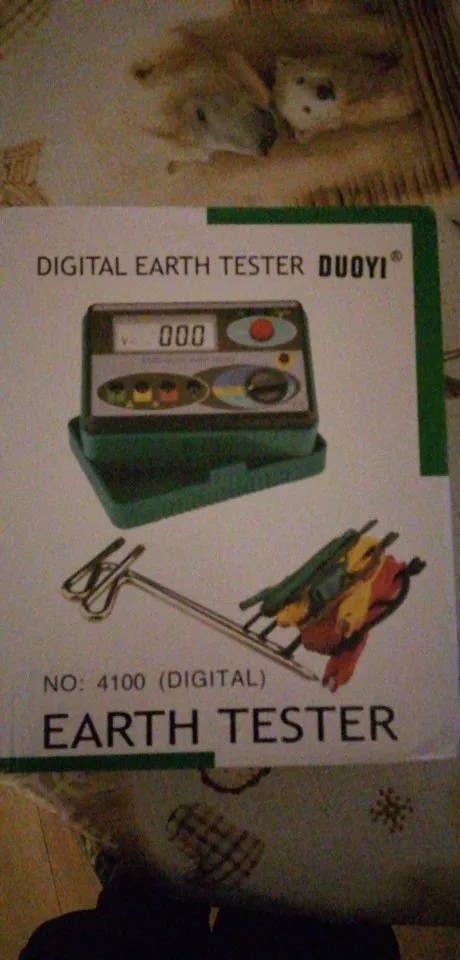 DIGITAL EARTH TESTER DUOYI®
000
NO: 4100 (DIGITAL)
EARTH TESTER